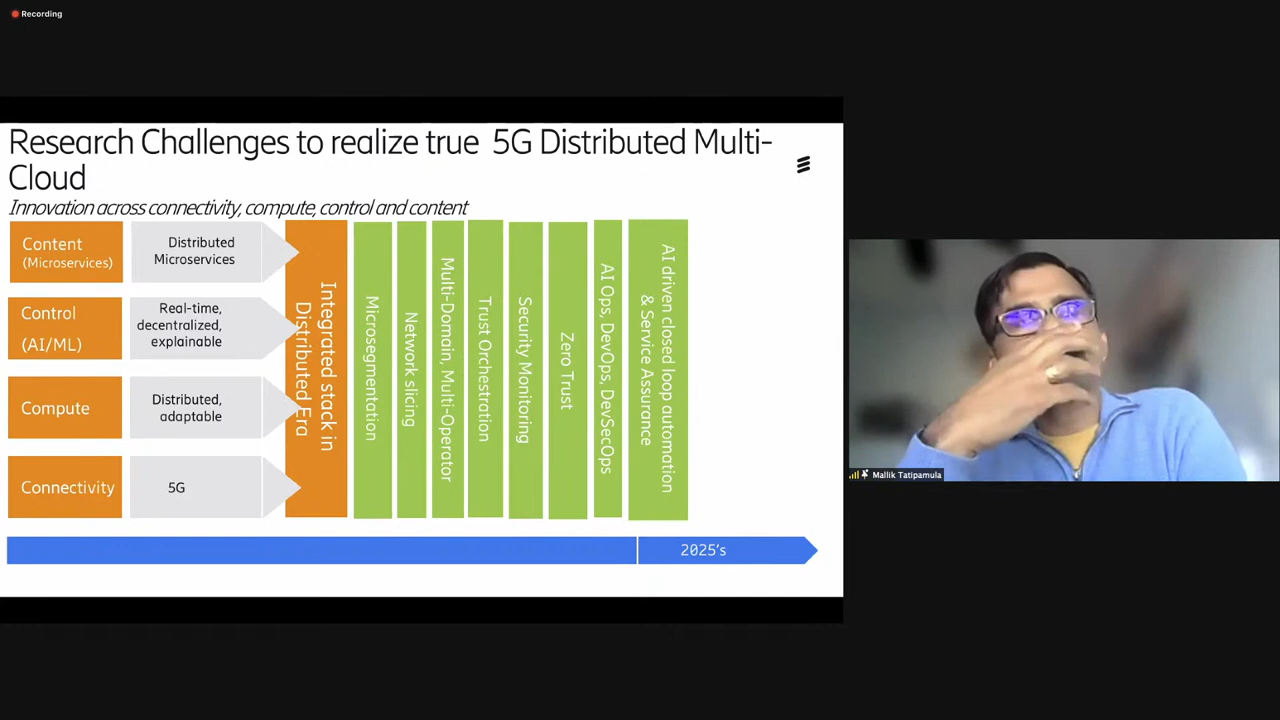 Recording
Research Challenges to realize true 5G Distributed Multi-
Cloud
Innovation across connectivity, compute, control and content
Content
(Microservices)
Distributed
Microservices
Control
(AI/ML)
Real-time,
decentralized,
explainable
Compute
Distributed,
adaptable
Connectivity
5G
Integrated stack in
Distributed Era
Microsegmentation
Network slicing
Multi-Domain, Multi-Operator
Trust Orchestration
Security Monitoring
Zero Trust
AI Ops, DevOps, DevSecOps
AI driven closed loop automation
& Service Assurance
2025's
Mallik Tatipamula